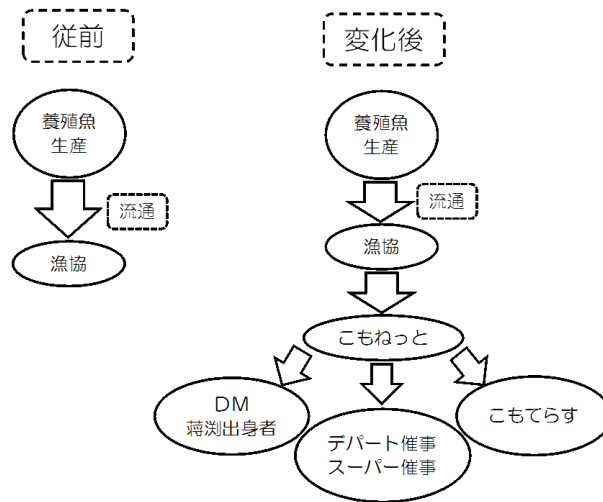 従前
変化後
養殖魚
生産
流通
漁協
養殖魚
生産
流通
漁協
こもねっと
DM
蒋渕出身者
デパート催事
スーパー催事
こもてらす